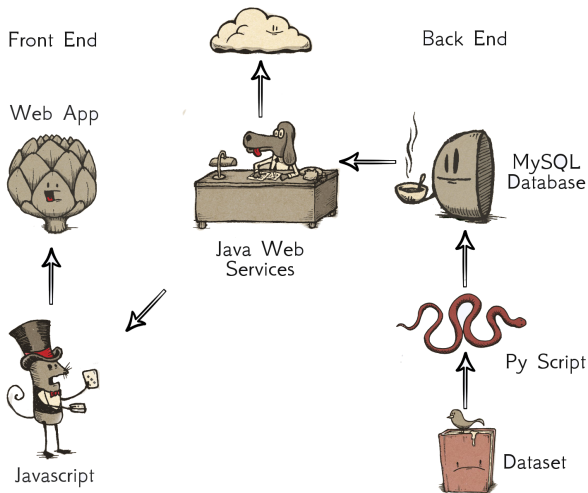 Front End
Back End
Web App
MySQL
Database
Java Web
Services
Py Script
Dataset
Javascript